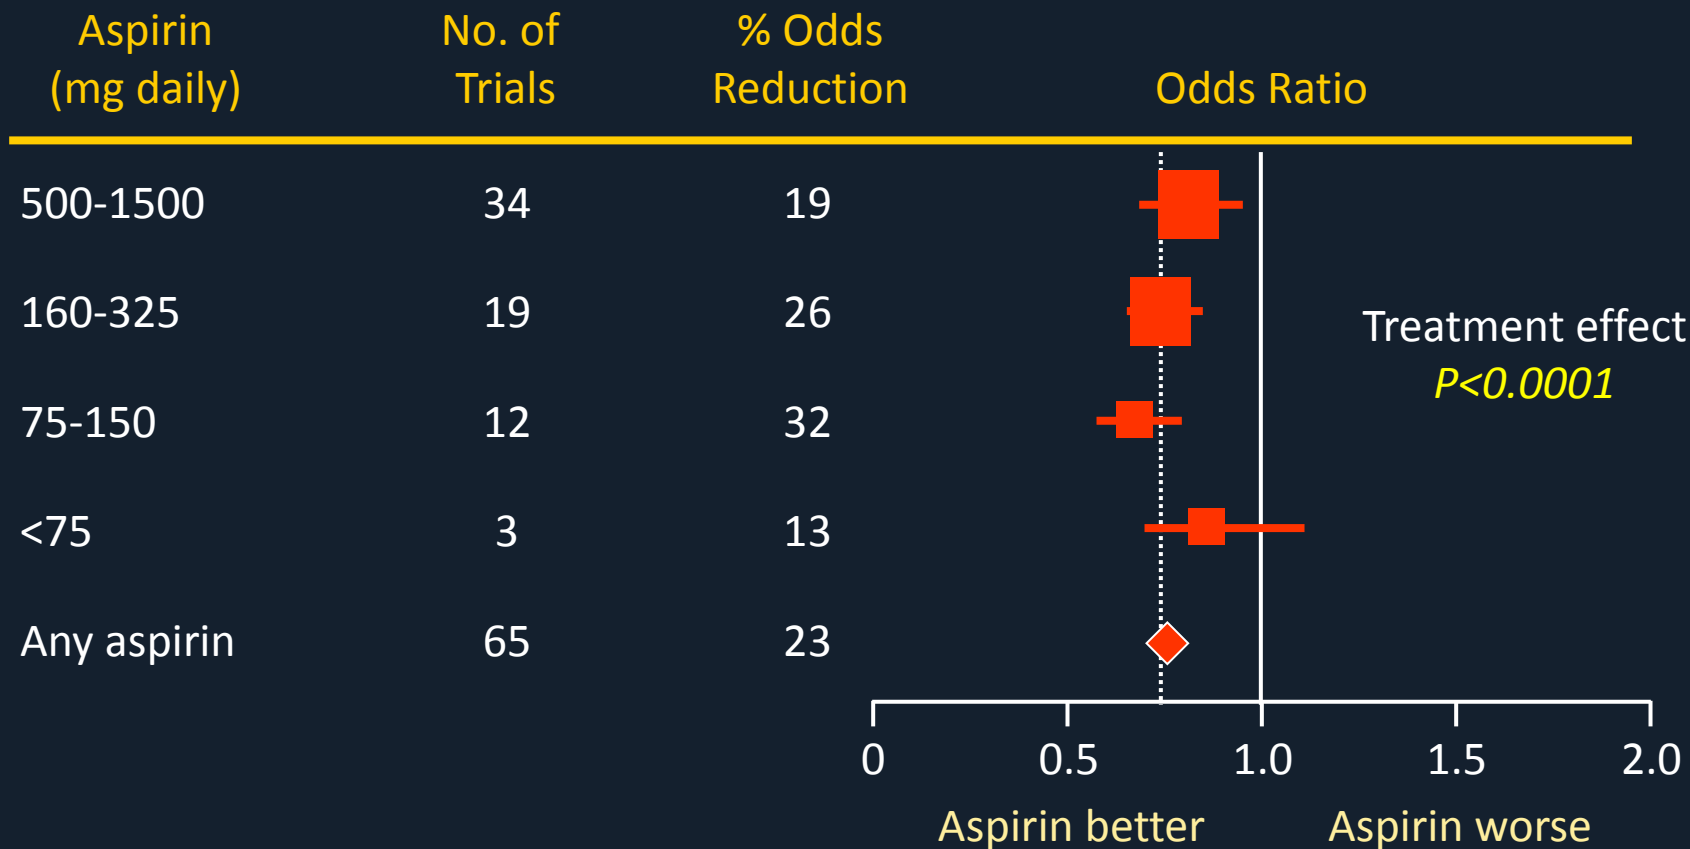 Aspirin No. of % Odds
(mg daily) Trials Reduction Odds Ratio
500-1500 34 19
160-325 19 26
Treatment effect
P<0.0001
75-150 12 32
<75 3 13
Any aspirin 65 23
0 0.5 1.0 1.5 2.0
Aspirin better Aspirin worse